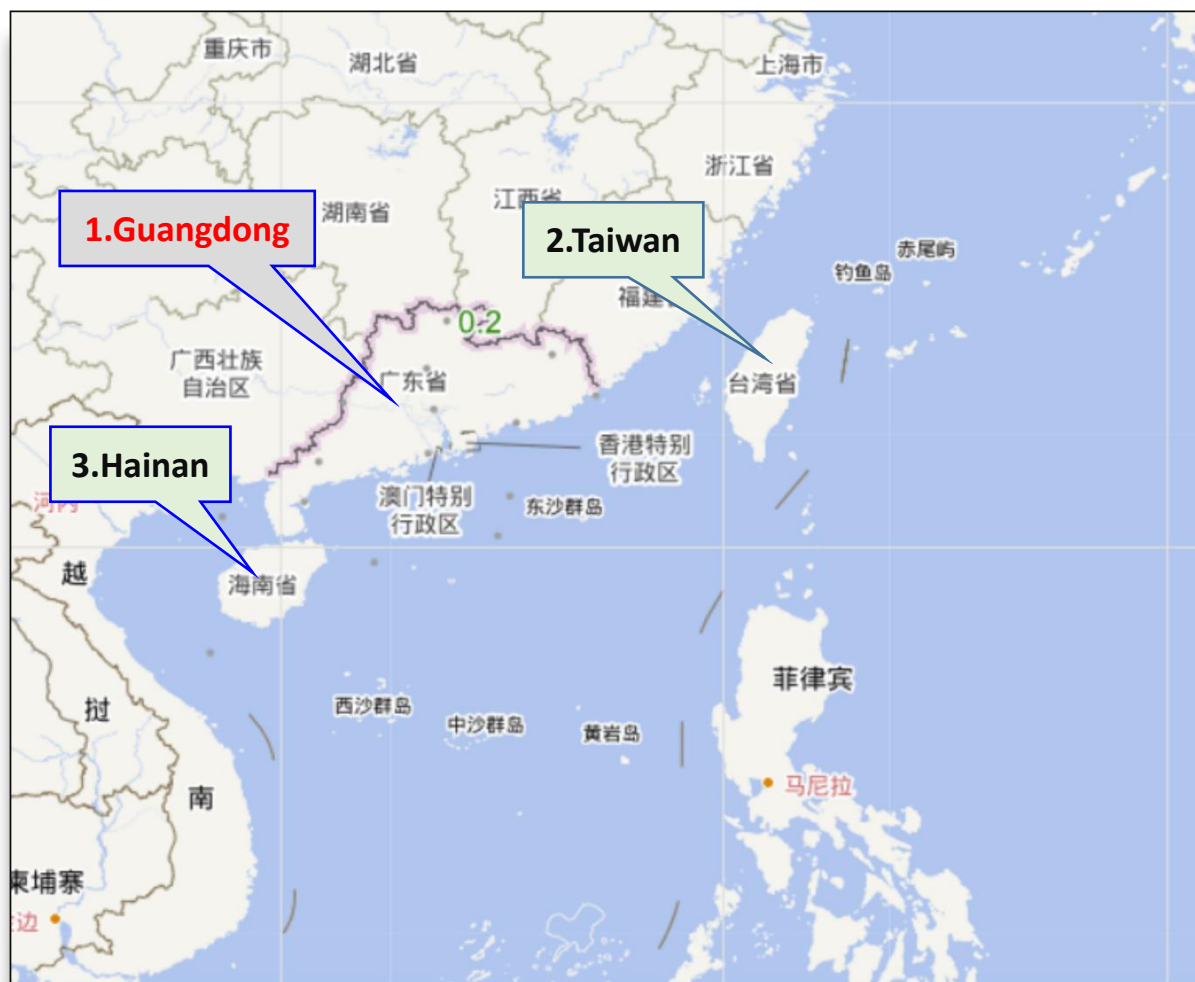 重庆市
湖北省
上海市
浙江省
江西省
湖南省
1.Guangdong
2.Taiwan
赤尾屿
钓鱼岛
福建省
0.2
广西壮族
自治区
广东省
台湾省
3.Hainan
香港特别
行政区
河内
澳门特别
行政区
东沙群岛
越
海南省
菲律宾
挝
西沙群岛
中沙群岛
黄岩岛
马尼拉
南
柬埔寨
边